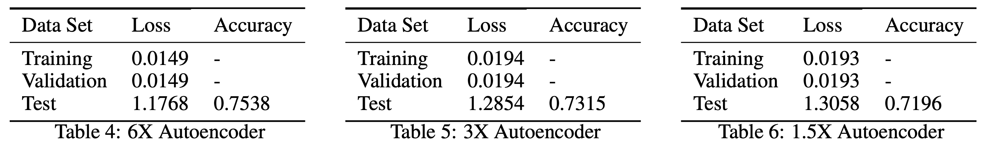 Data Set Loss Accuracy
Training 0.0149 -
Validation 0.0149 -
Test 1.1768 0.7538
Table 4: 6X Autoencoder
Data Set Loss Accuracy
Training 0.0194 -
Validation 0.0194 -
Test 1.2854 0.7315
Table 5: 3X Autoencoder
Data Set Loss Accuracy
Training 0.0193 -
Validation 0.0193 -
Test 1.3058 0.7196
Table 6: 1.5X Autoencoder